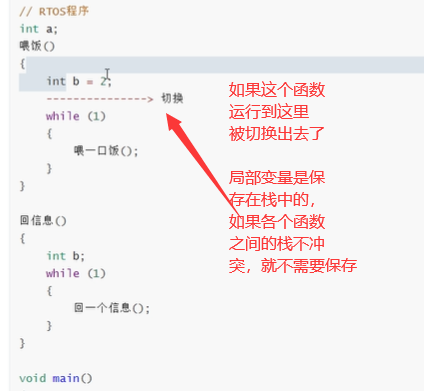 // RTOS程序
int a;
喂饭()
{
    int b = 2;
    ---------------> 切换
    while (1)
    {
        喂一口饭();
    }
}
回信息()
{
    int b;
    while (1)
    {
        回一个信息();
    }
}
void main()
如果这个函数
运行到这里
被切换出去了
局部变量是保
存在栈中的,
如果各个函数
之间的栈不冲
突，就不需要保存